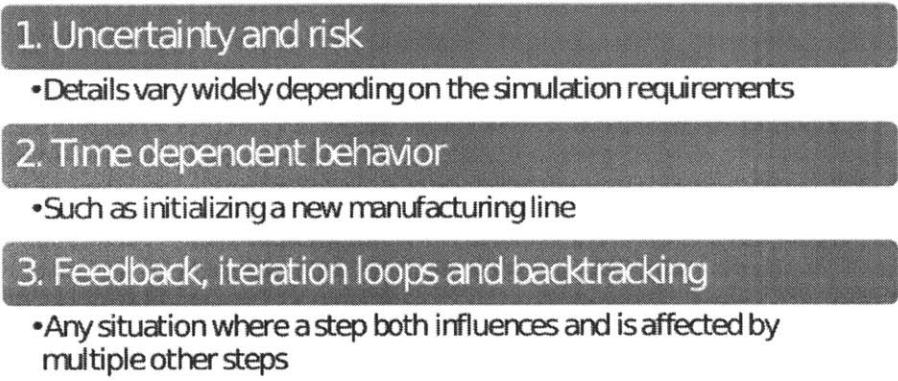 1. Uncertainty and risk
•Details vary widely depending on the simulation requirements
2. Time dependent behavior
•Such as initializing a new manufacturing line
3. Feedback, iteration loops and backtracking
•Any situation where a step both influences and is affected by
multiple other steps